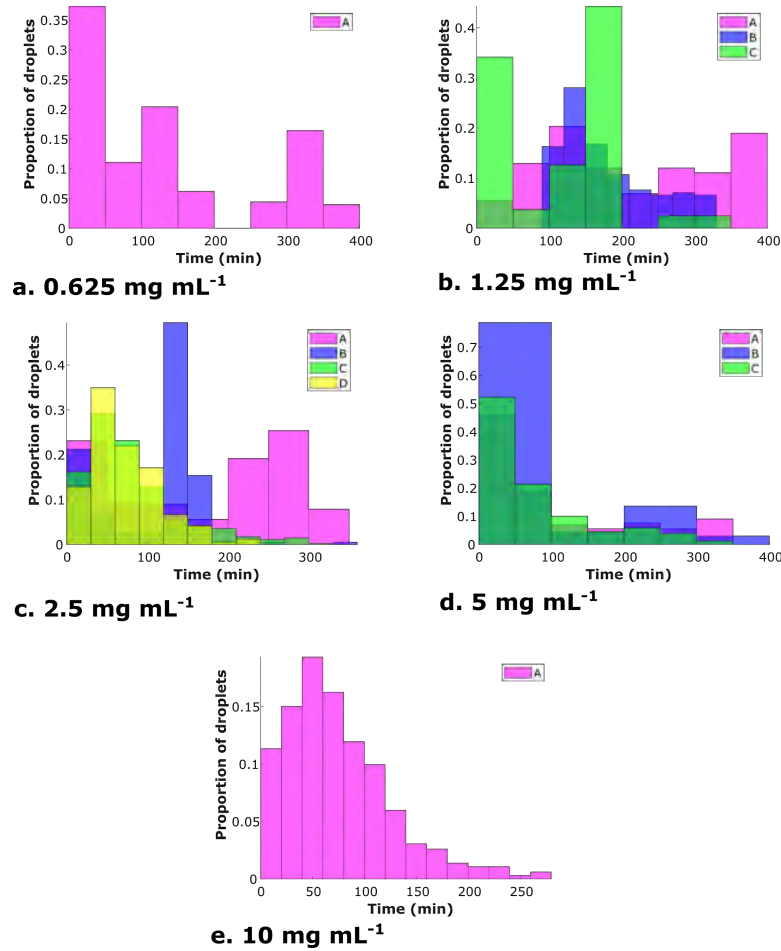 A
Proportion of droplets
0.35
0.3
0.25
0.2
0.15
0.1
0.05
0
0 100 200 300 400
Time (min)
a. 0.625 mg mL-1
A
B
C
Proportion of droplets
0.4
0.3
0.2
0.1
0
0 100 200 300 400
Time (min)
b. 1.25 mg mL-1
A
B
C
D
Proportion of droplets
0.4
0.3
0.2
0.1
0
0 100 200 300
Time (min)
c. 2.5 mg mL-1
A
B
C
Proportion of droplets
0.7
0.6
0.5
0.4
0.3
0.2
0.1
0
0 100 200 300 400
Time (min)
d. 5 mg mL-1
A
Proportion of droplets
0.15
0.1
0.05
0
0 50 100 150 200 250
Time (min)
e. 10 mg mL-1